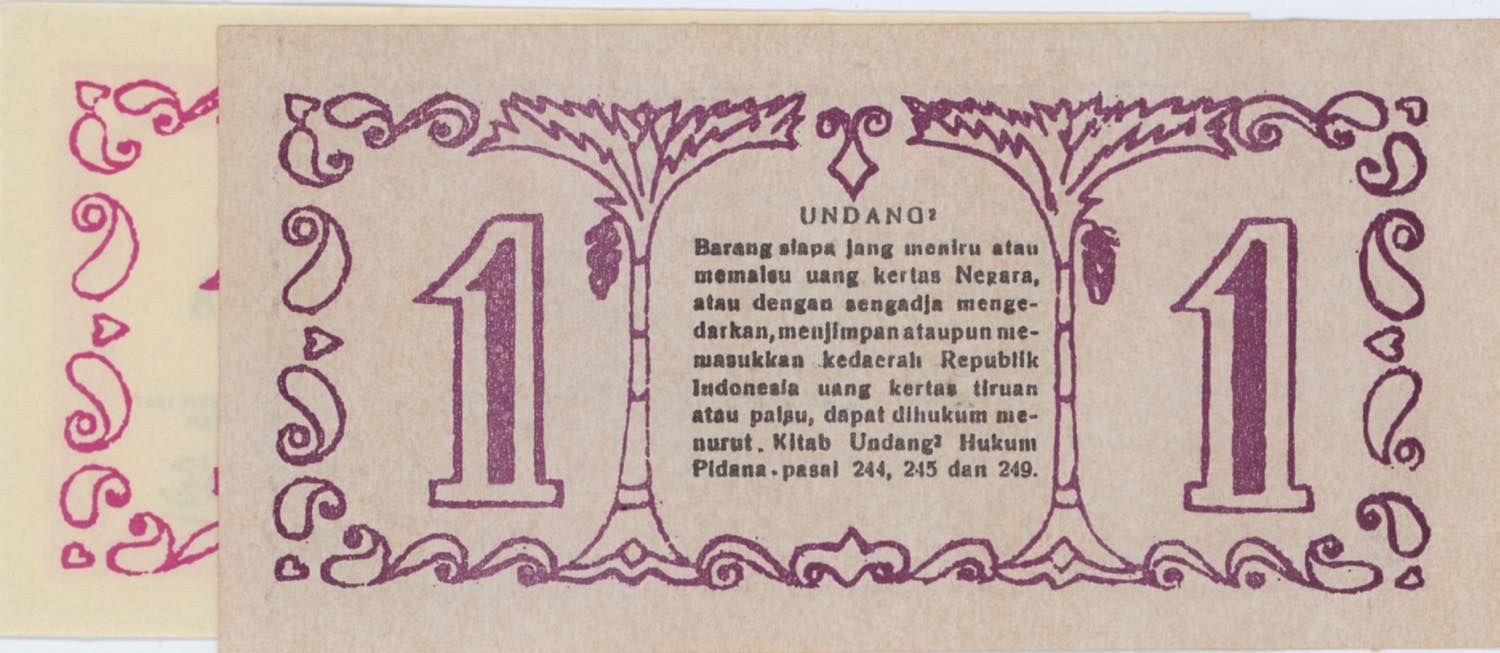 UNDANG²
1
Barang siapa jang meniru atau
memalsu uang kertas Negara,
atau dengan sengadja menge-
darkan, menjimpan ataupun me-
masukkan kedaerah Republik
Indonesia uang kertas tiruan
atau palsu, dapat dihukum me-
nurut. Kitab Undang² Hukum
Pidana - pasal 244, 245 dan 249.
1